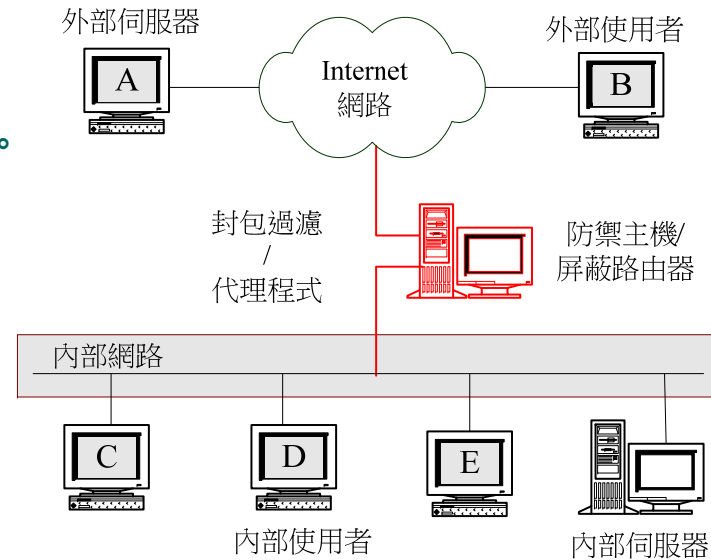 外部伺服器
外部使用者
A
Internet
網路
B
。
封包過濾
/
代理程式
防禦主機/
屏蔽路由器
內部網路
C
D
E
內部使用者
內部伺服器